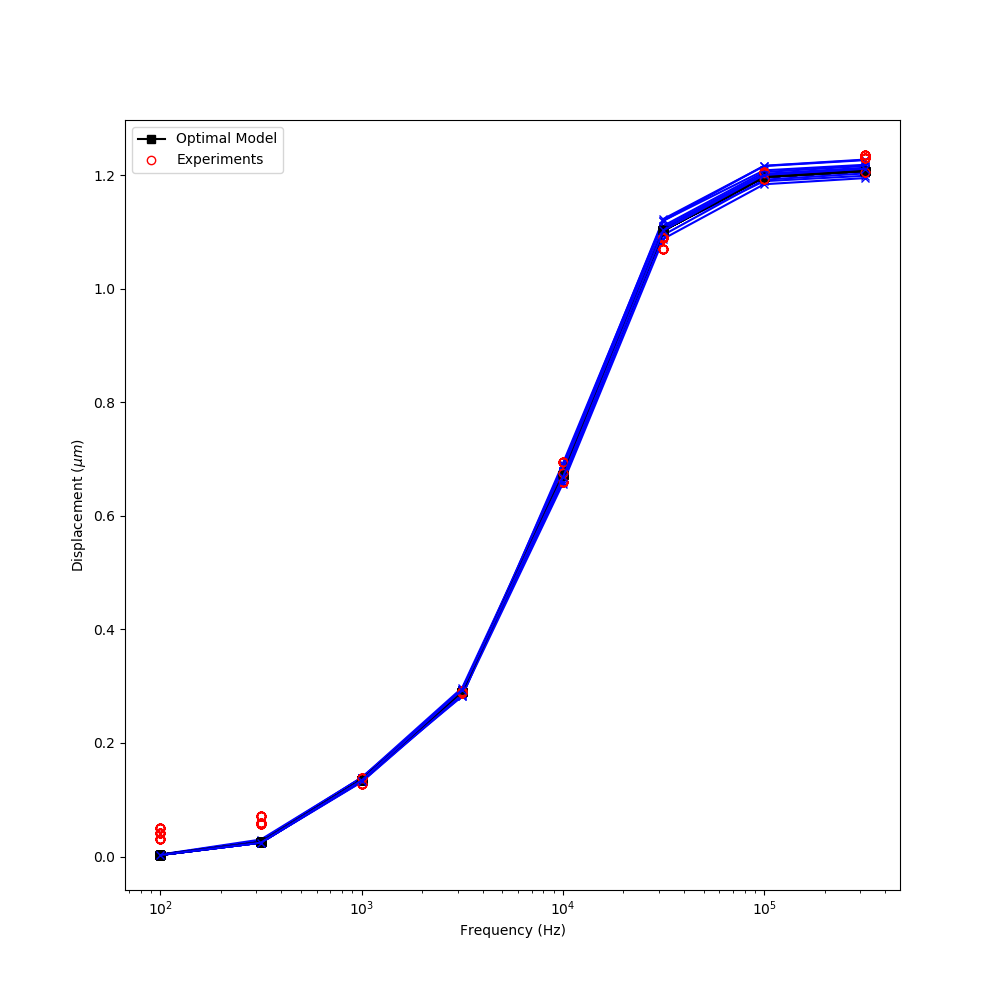 Optimal Model
Experiments
1.2
1.0
0.8
0.6
0.4
0.2
0.0
Displacement (μm)
10² 10³ 10⁴ 10⁵
Frequency (Hz)